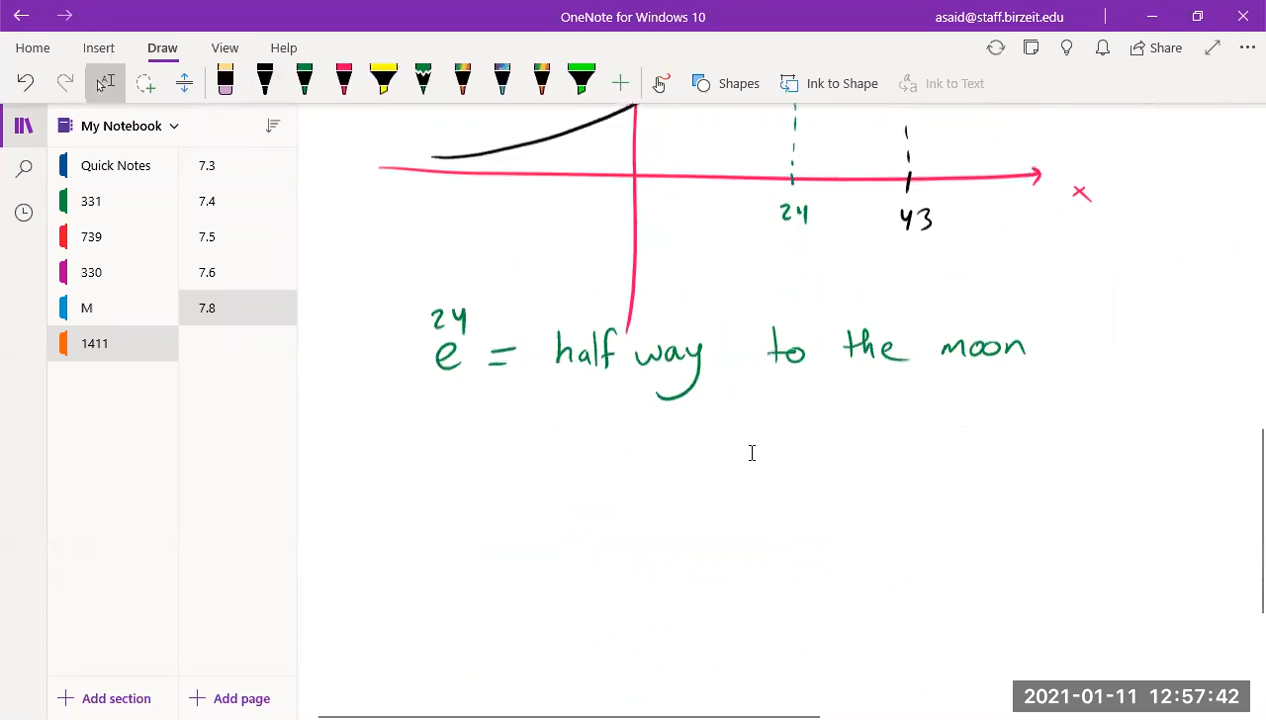 OneNote for Windows 10
asaid@staff.birzeit.edu
Home Insert Draw View Help
Share
Shapes
Ink to Shape
Ink to Text
My Notebook
Quick Notes
331
739
330
M
1411
7.3
7.4
7.5
7.6
7.8
x
24
43
e^24 = half way to the moon
Add section
Add page
2021-01-11 12:57:42